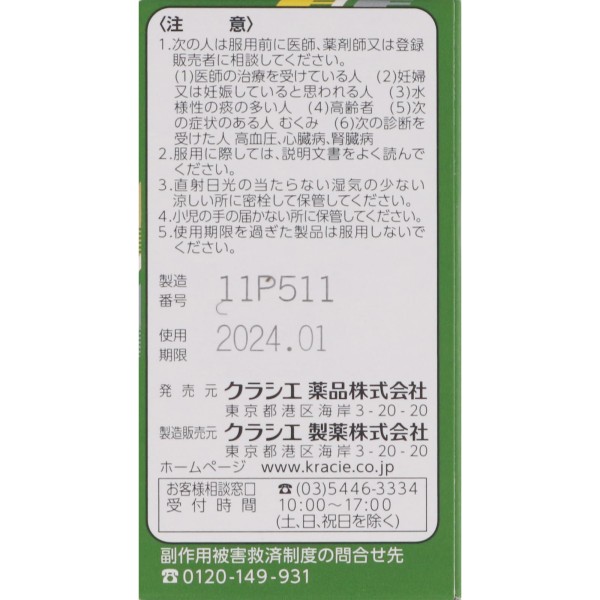 〈注　意〉
1.次の人は服用前に医師、薬剤師又は登録
販売者に相談してください。
(1)医師の治療を受けている人　(2)妊婦
又は妊娠していると思われる人　(3)水
様性の痰の多い人　(4)高齢者　(5)次
の症状のある人 むくみ　(6)次の診断を
受けた人 高血圧、心臓病、腎臓病
2.服用に際しては、説明文書をよく読んで
ください。
3.直射日光の当たらない湿気の少ない
涼しい所に密栓して保管してください。
4.小児の手の届かない所に保管してください。
5.使用期限を過ぎた製品は服用しないで
ください。
製造
番号
11P511
使用
期限
2024.01
発売元 クラシエ 薬品株式会社
東京都港区海岸3-20-20
製造販売元 クラシエ 製薬株式会社
東京都港区海岸3-20-20
ホームページ www.kracie.co.jp
お客様相談窓口 ☎(03)5446-3334
受付時間 10:00～17:00
(土、日、祝日を除く)
副作用被害救済制度の問合せ先
☎0120-149-931